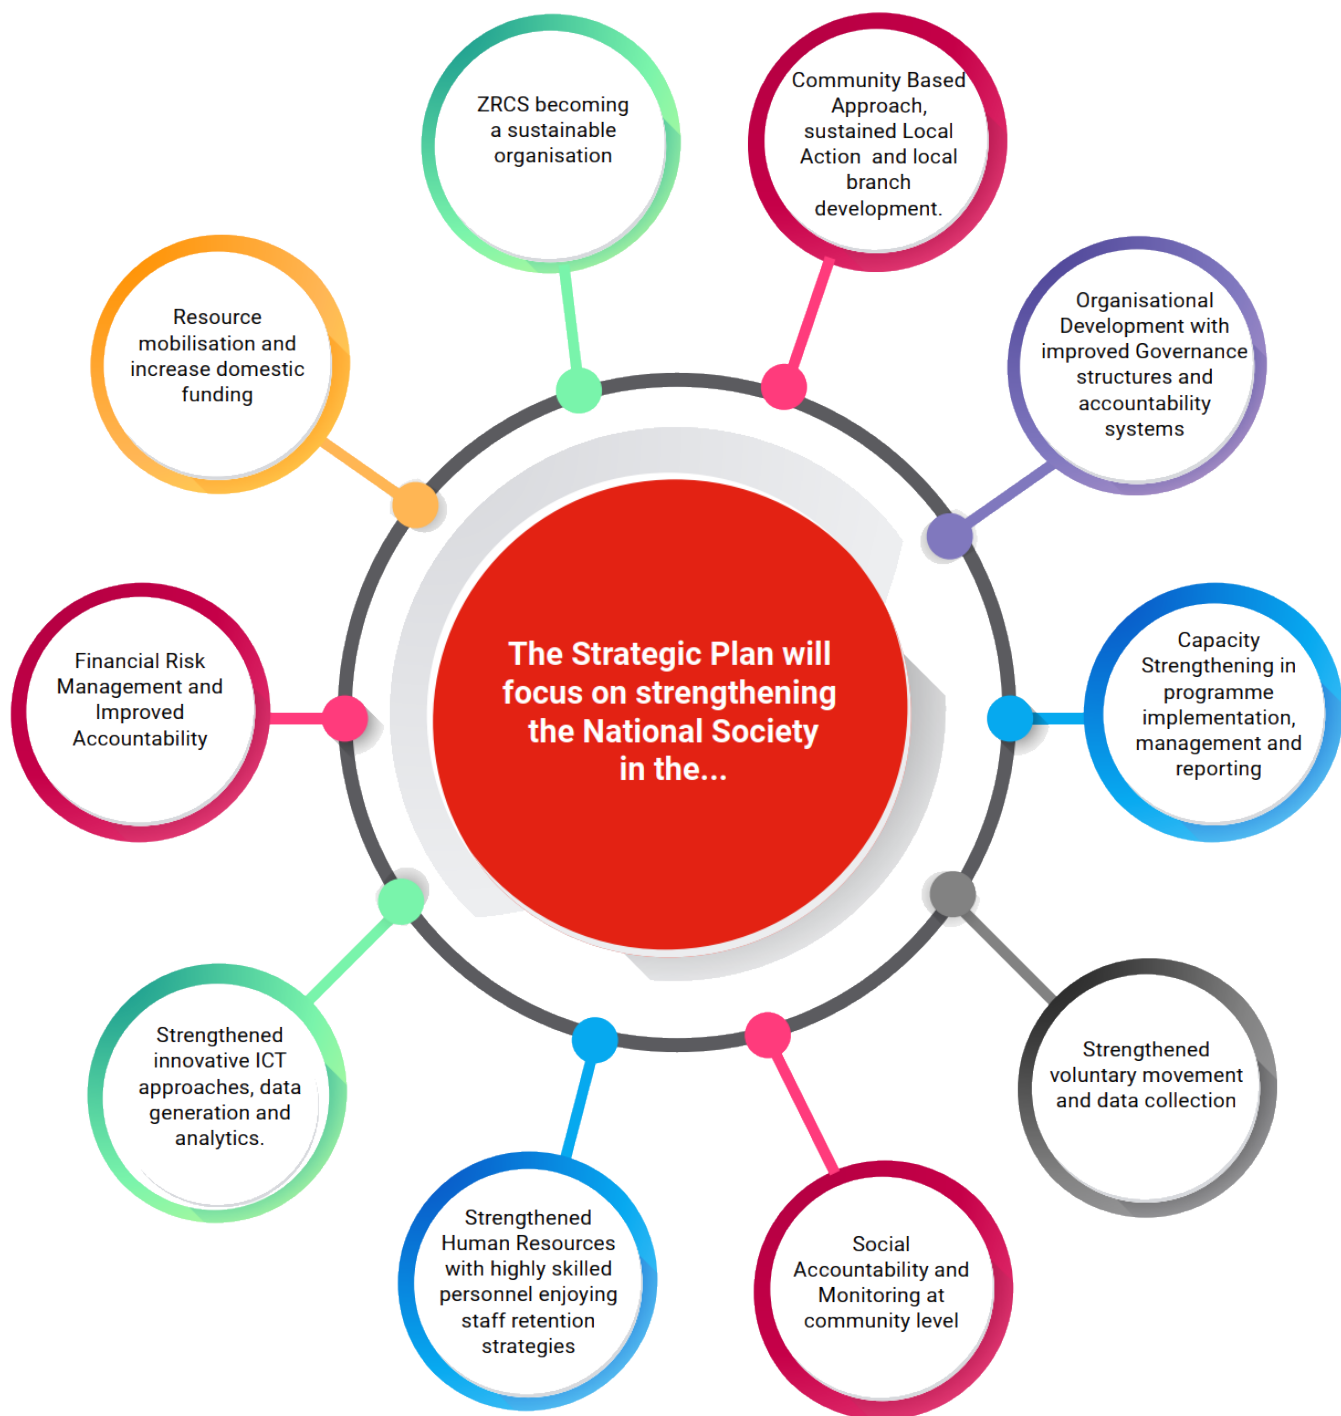 ZRCS becoming
a sustainable
organisation
Community Based
Approach,
sustained Local
Action and local
branch
development.
Organisational
Development with
improved Governance
structures and
accountability
systems
Capacity
Strengthening in
programme
implementation,
management and
reporting
Strengthened
voluntary movement
and data collection
Social
Accountability and
Monitoring at
community level
Strengthened
Human Resources
with highly skilled
personnel enjoying
staff retention
strategies
Strengthened
innovative ICT
approaches, data
generation and
analytics.
Financial Risk
Management and
Improved
Accountability
Resource
mobilisation and
increase domestic
funding
The Strategic Plan will
focus on strengthening
the National Society
in the...